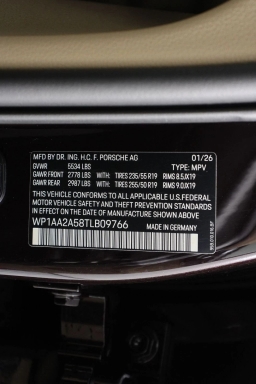 MFD BY DR. ING. H.C. F. PORSCHE AG 01/26
GVWR 5534 LBS TYPE: MPV
GAWR FRONT 2778 LBS WITH: TIRES 235/55 R19 RIMS 8.5JX19
GAWR REAR 2987 LBS WITH: TIRES 255/50 R19 RIMS 9.0JX19
THIS VEHICLE CONFORMS TO ALL APPLICABLE U.S.FEDERAL
MOTOR VEHICLE SAFETY BUMPER AND THEFT PREVENTION
STANDARDS IN EFFECT ON THE DATE OF
MANUFACTURE SHOWN ABOVE
WP1AA2A58TLB09766 MADE IN GERMANY